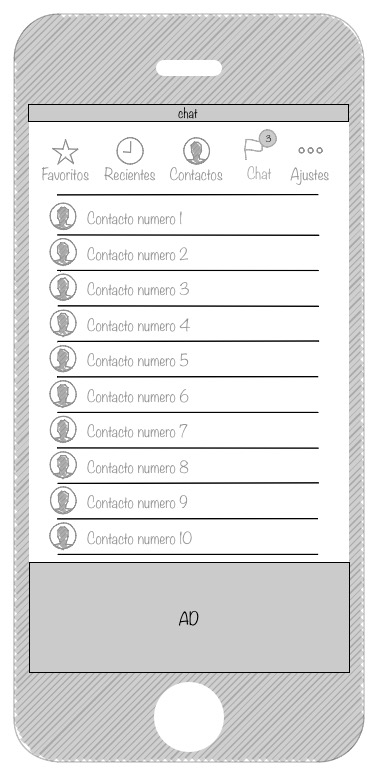 chat
3
Favoritos Recientes Contactos Chat Ajustes
Contacto numero 1
Contacto numero 2
Contacto numero 3
Contacto numero 4
Contacto numero 5
Contacto numero 6
Contacto numero 7
Contacto numero 8
Contacto numero 9
Contacto numero 10
AD